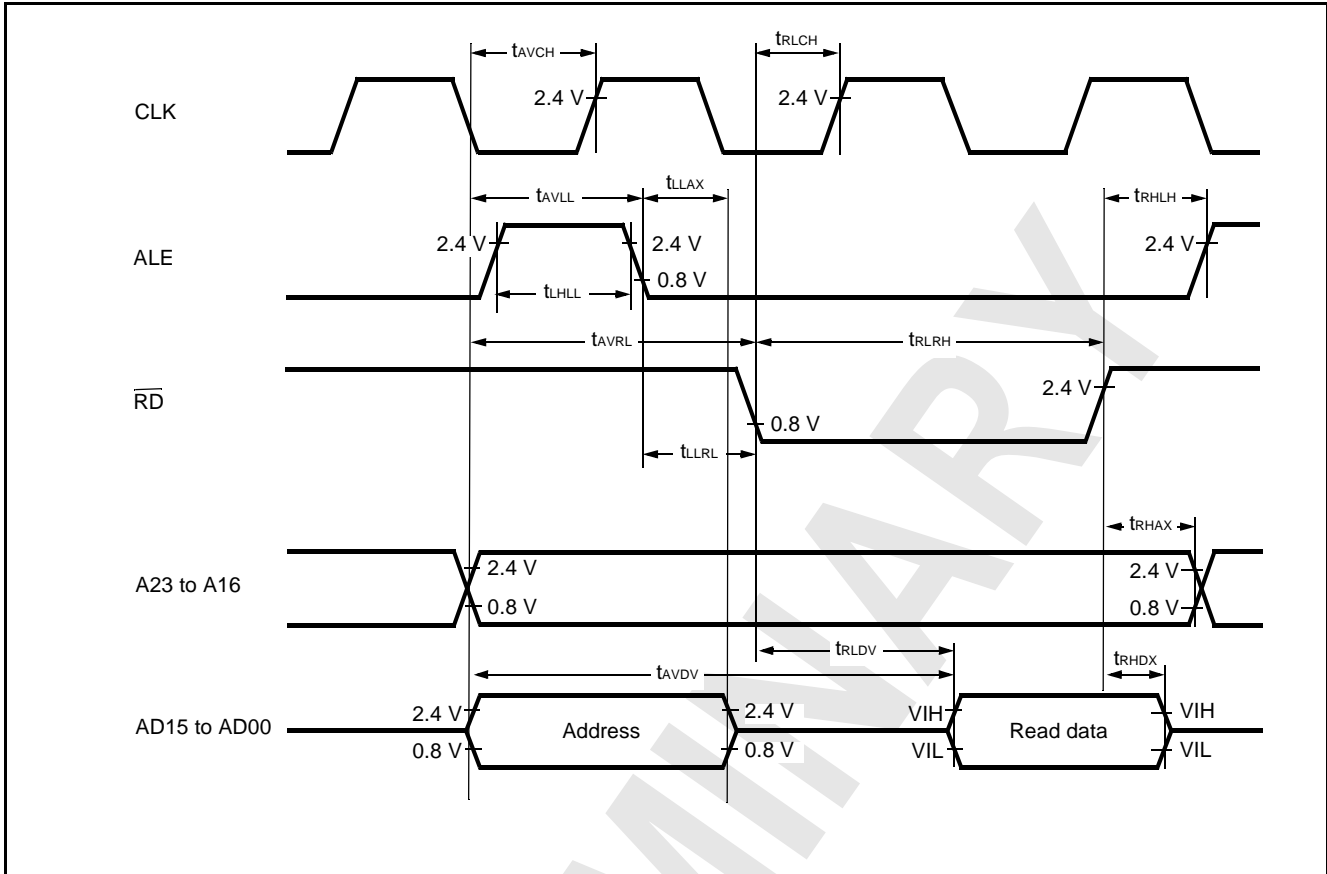 tAVCH
tRLCH
CLK
2.4 V
2.4 V
tAVLL
tLLAX
tRHLH
ALE
2.4 V
2.4 V
2.4 V
0.8 V
tLHLL
tAVRL
tRLRH
RD
2.4 V
0.8 V
tLLRL
tRHAX
A23 to A16
2.4 V
2.4 V
0.8 V
0.8 V
tRLDV
tRHDX
tAVDV
AD15 to AD00
2.4 V
Address
2.4 V
VIH
Read data
VIH
0.8 V
0.8 V
VIL
VIL